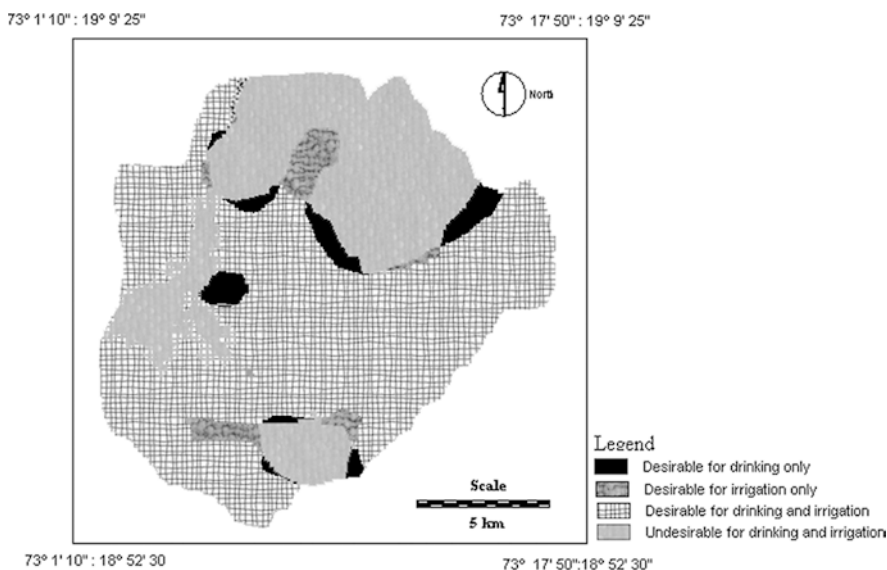 73° 1' 10" : 19° 9' 25"
73° 17' 50" : 19° 9' 25"
North
Legend
Desirable for drinking only
Desirable for irrigation only
Desirable for drinking and irrigation
Undesirable for drinking and irrigation
Scale
5 km
73° 1' 10" : 18° 52' 30
73° 17' 50":18° 52' 30"